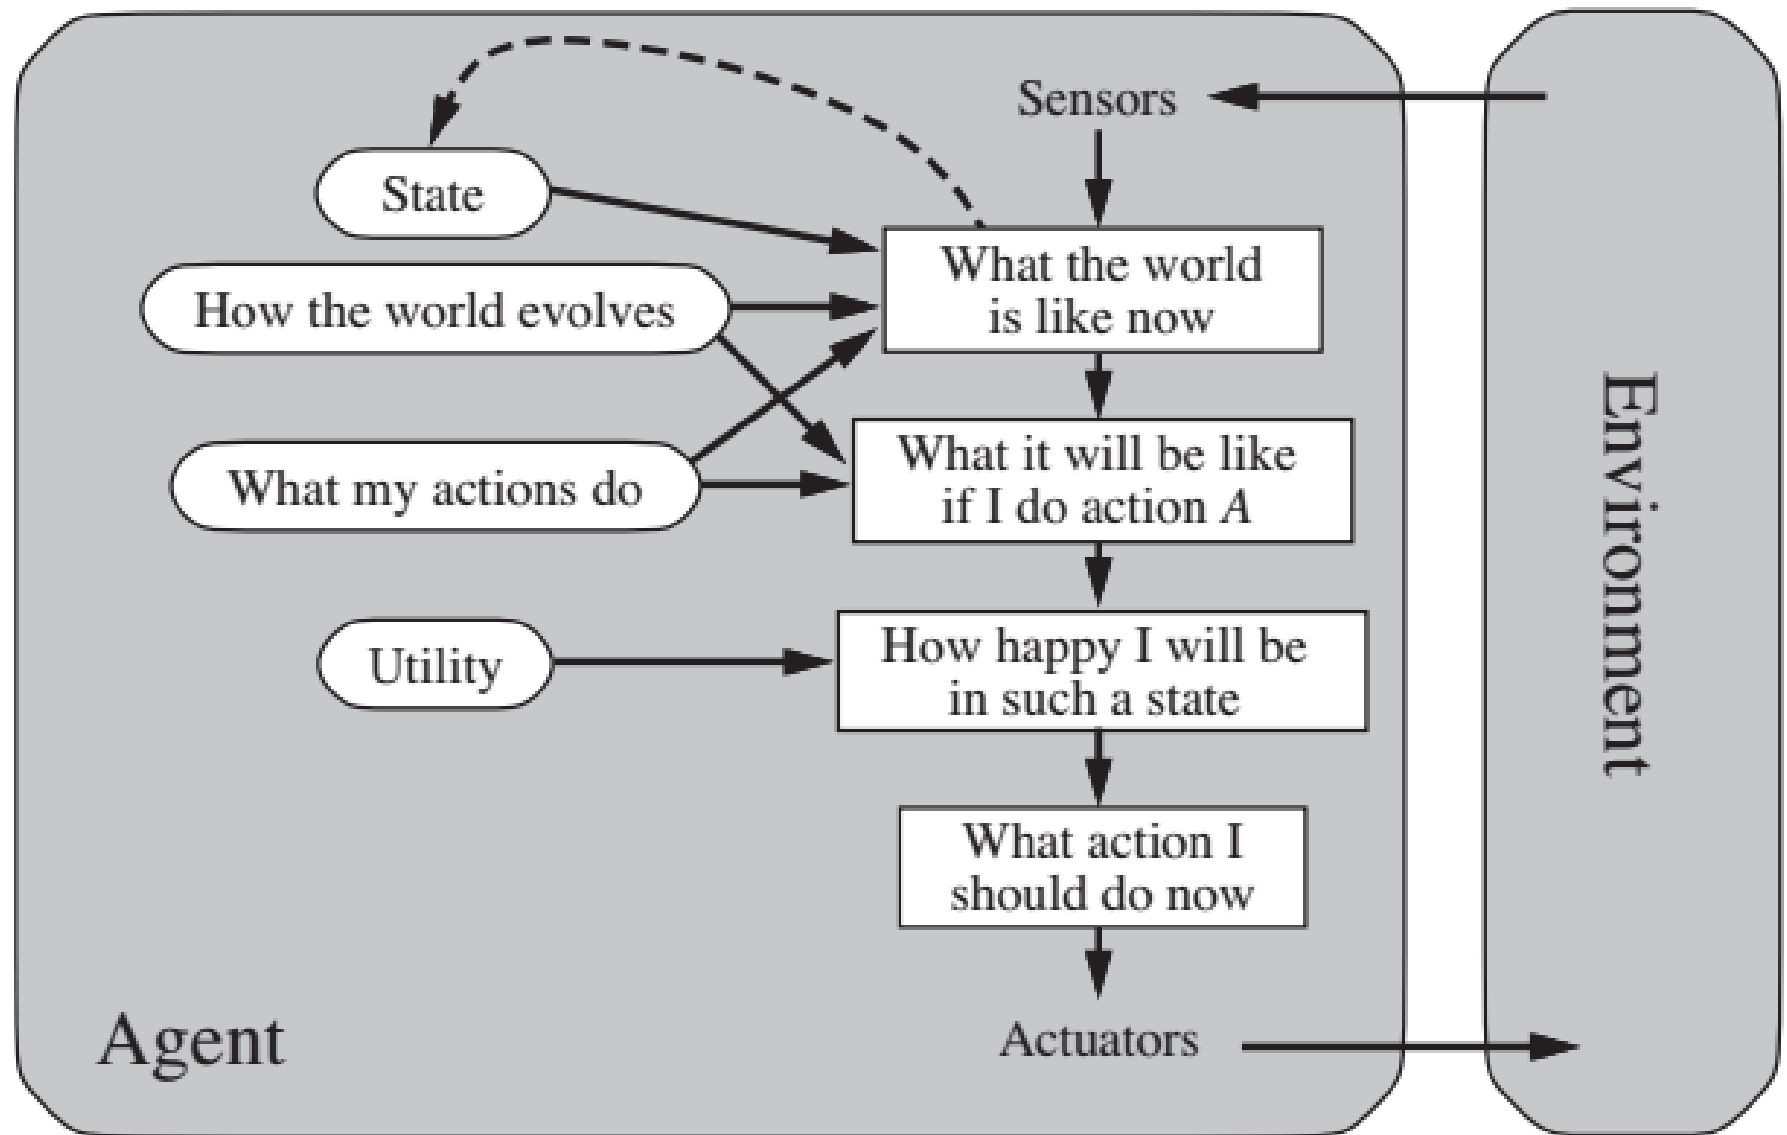 Sensors
State
What the world
is like now
How the world evolves
What my actions do
What it will be like
if I do action A
Utility
How happy I will be
in such a state
What action I
should do now
Agent
Actuators
Environment